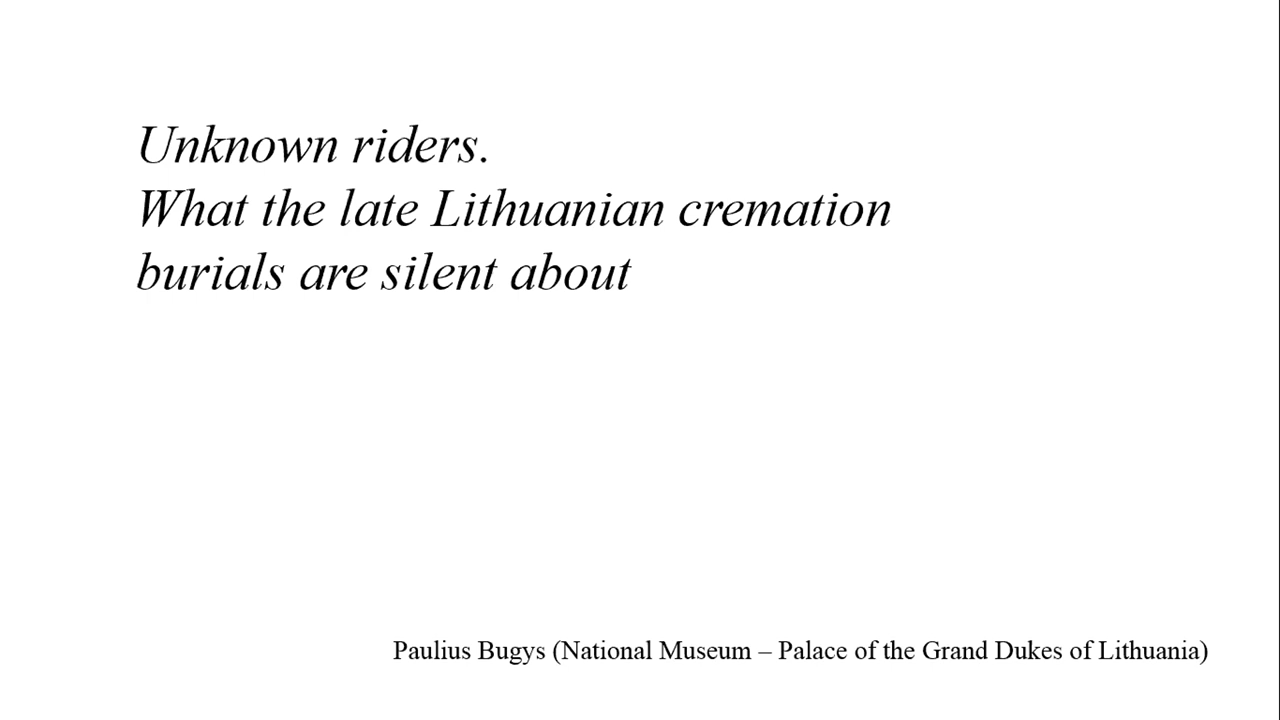 Unknown riders.
What the late Lithuanian cremation
burials are silent about
Paulius Bugys (National Museum – Palace of the Grand Dukes of Lithuania)